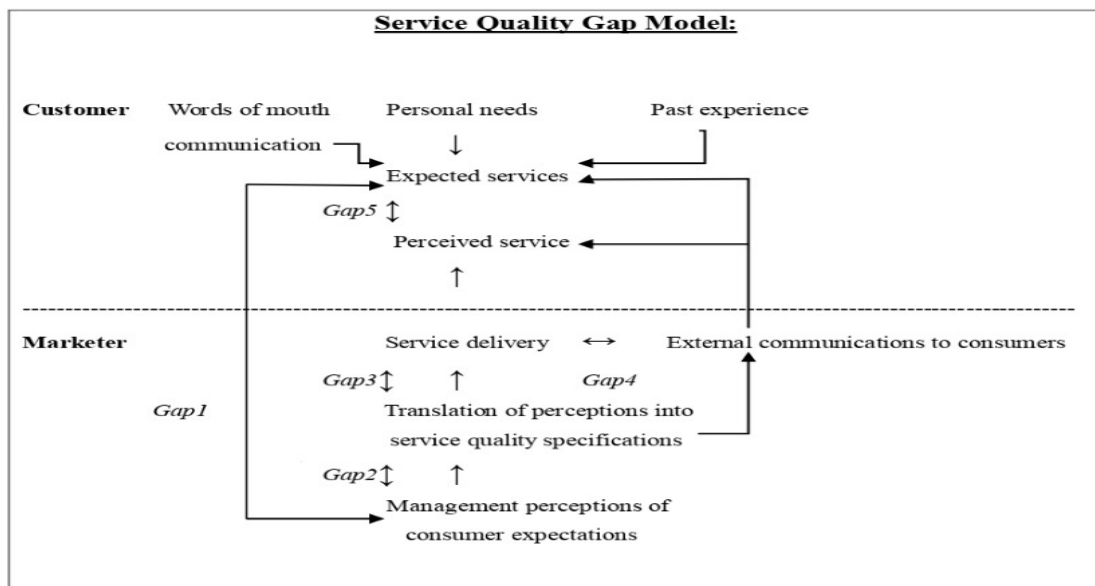 Service Quality Gap Model:
Customer Words of mouth Personal needs Past experience
communication
Expected services
Gap5
Perceived service
Marketer Service delivery External communications to consumers
Gap3 Gap4
Gap1 Translation of perceptions into
service quality specifications
Gap2
Management perceptions of
consumer expectations